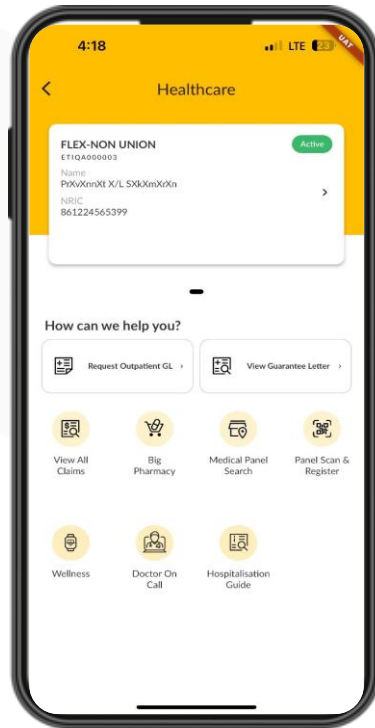 4:18
LTE 23
UAT
Healthcare
FLEX-NON UNION
Active
ETIQA000003
Name
PrXvXnnXt X/L SXkXmXrXn
NRIC
861224565399
How can we help you?
Request Outpatient GL
View Guarantee Letter
View All
Claims
Big
Pharmacy
Medical Panel
Search
Panel Scan &
Register
Wellness
Doctor On
Call
Hospitalisation
Guide